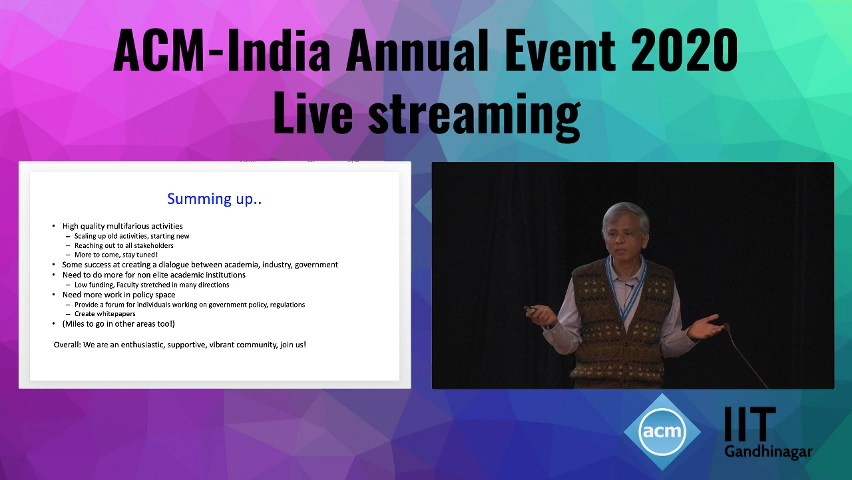 ACM-India Annual Event 2020
Live streaming
Summing up..
• High quality multifarious activities
– Scaling up old activities, starting new
– Reaching out to all stakeholders
– More to come, stay tuned!
• Some success at creating a dialogue between academia, industry, government
• Need to do more for non elite academic institutions
– Low funding, Faculty stretched in many directions
• Need more work in policy space
– Provide a forum for individuals working on government policy, regulations
– Create whitepapers
• (Miles to go in other areas too!)
Overall: We are an enthusiastic, supportive, vibrant community, join us!
acm
IIT
Gandhinagar